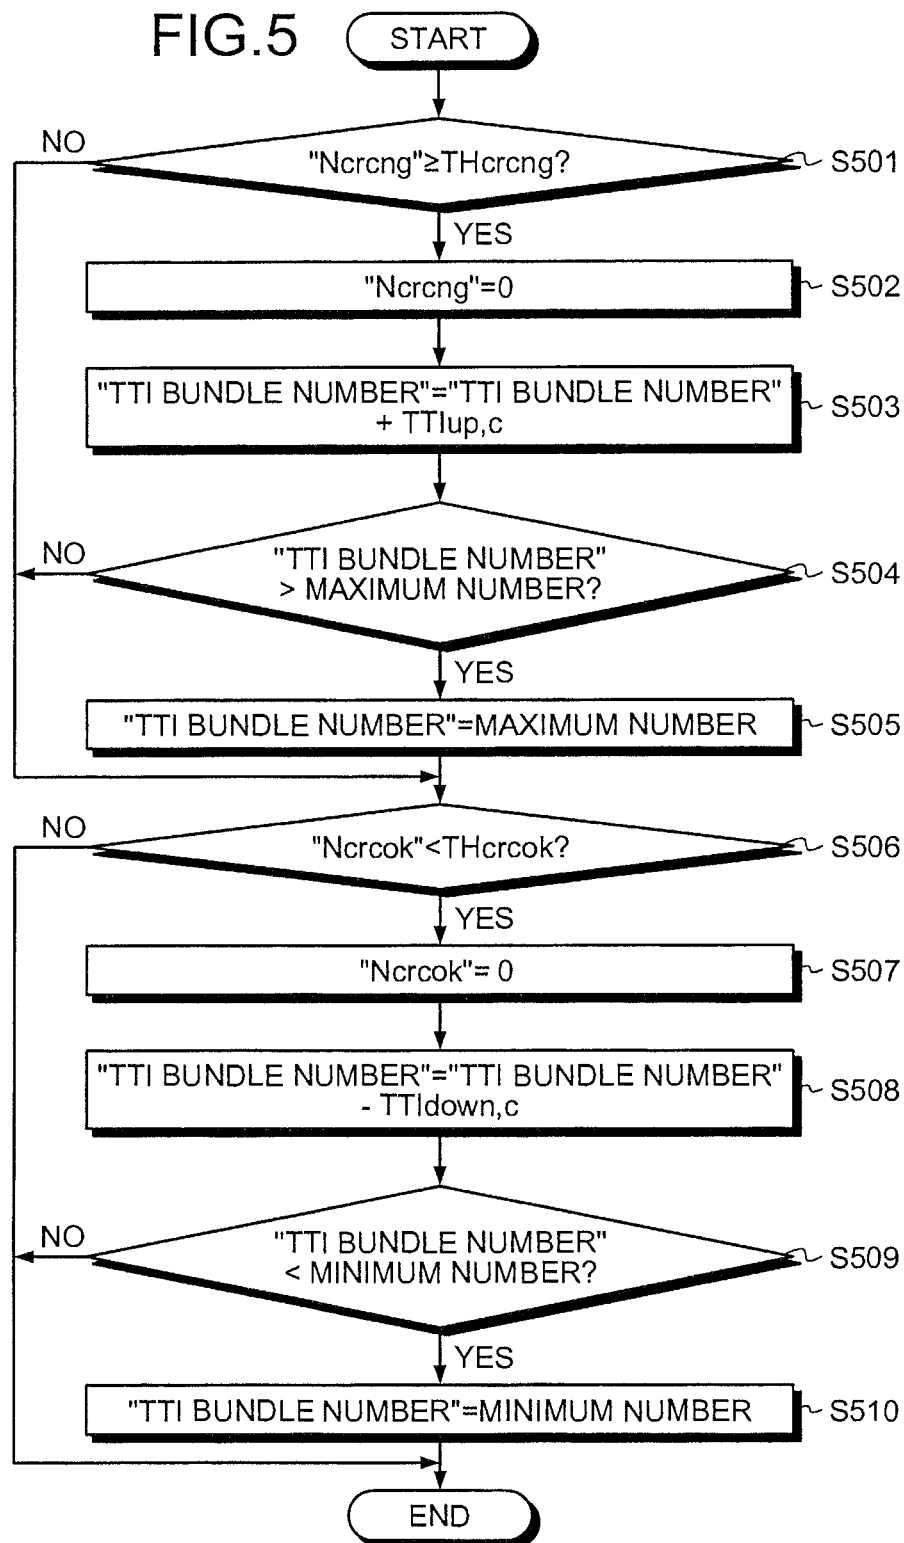 FIG.5
START
NO
"Ncrcng"≥THcrcng?
S501
YES
"Ncrcng"=0
S502
"TTI BUNDLE NUMBER"="TTI BUNDLE NUMBER"
+ TTIup,c
S503
NO
"TTI BUNDLE NUMBER"
> MAXIMUM NUMBER?
S504
YES
"TTI BUNDLE NUMBER"=MAXIMUM NUMBER
S505
NO
"Ncrcok"<THcrcok?
S506
YES
"Ncrcok"= 0
S507
"TTI BUNDLE NUMBER"="TTI BUNDLE NUMBER"
- TTIdown,c
S508
NO
"TTI BUNDLE NUMBER"
< MINIMUM NUMBER?
S509
YES
"TTI BUNDLE NUMBER"=MINIMUM NUMBER
S510
END